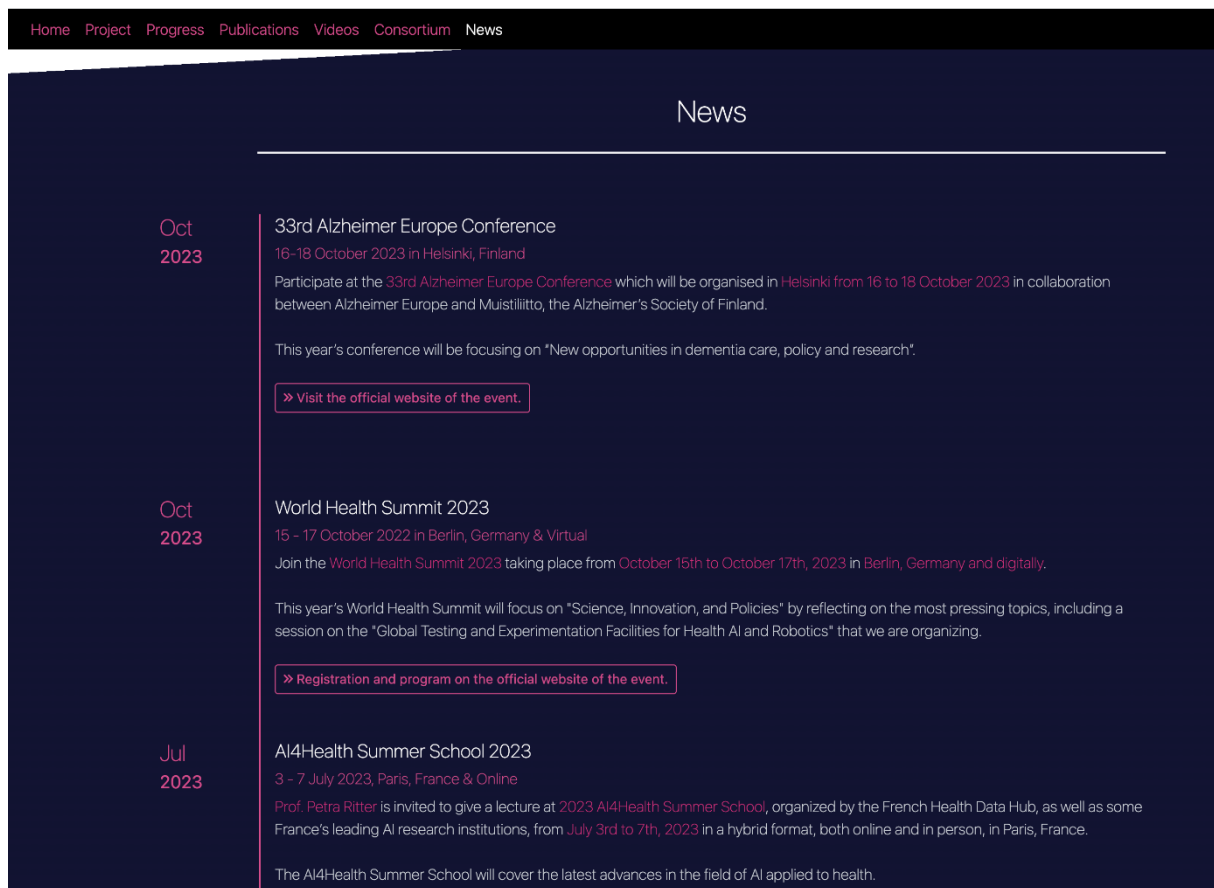 Home Project Progress Publications Videos Consortium News
News
Oct
2023
33rd Alzheimer Europe Conference
16-18 October 2023 in Helsinki, Finland
Participate at the 33rd Alzheimer Europe Conference which will be organised in Helsinki from 16 to 18 October 2023 in collaboration
between Alzheimer Europe and Muistiliitto, the Alzheimer's Society of Finland.
This year's conference will be focusing on "New opportunities in dementia care, policy and research".
» Visit the official website of the event.
Oct
2023
World Health Summit 2023
15 - 17 October 2022 in Berlin, Germany & Virtual
Join the World Health Summit 2023 taking place from October 15th to October 17th, 2023 in Berlin, Germany and digitally.
This year's World Health Summit will focus on "Science, Innovation, and Policies" by reflecting on the most pressing topics, including a
session on the "Global Testing and Experimentation Facilities for Health AI and Robotics" that we are organizing.
» Registration and program on the official website of the event.
Jul
2023
AI4Health Summer School 2023
3 - 7 July 2023, Paris, France & Online
Prof. Petra Ritter is invited to give a lecture at 2023 AI4Health Summer School, organized by the French Health Data Hub, as well as some
France's leading AI research institutions, from July 3rd to 7th, 2023 in a hybrid format, both online and in person, in Paris, France.
The AI4Health Summer School will cover the latest advances in the field of AI applied to health.